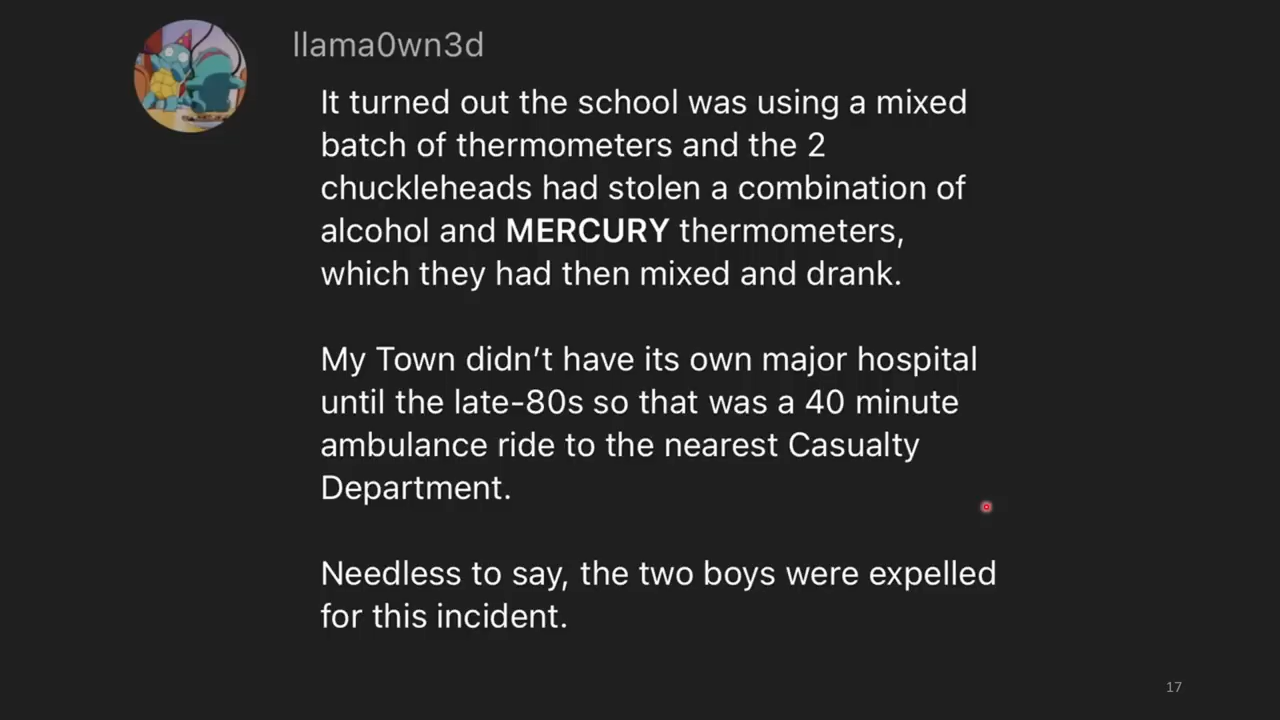 llama0wn3d
It turned out the school was using a mixed
batch of thermometers and the 2
chuckleheads had stolen a combination of
alcohol and MERCURY thermometers,
which they had then mixed and drank.
My Town didn’t have its own major hospital
until the late-80s so that was a 40 minute
ambulance ride to the nearest Casualty
Department.
Needless to say, the two boys were expelled
for this incident.
17